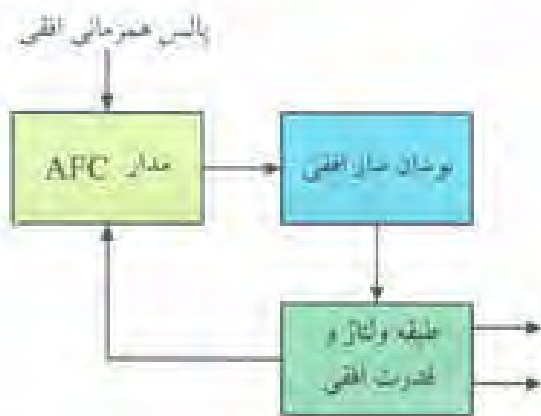 پالس همزمانی افقی
مدار AFC
نوسان ساز افقی
طبقه ولتاژ و
قدرت افقی